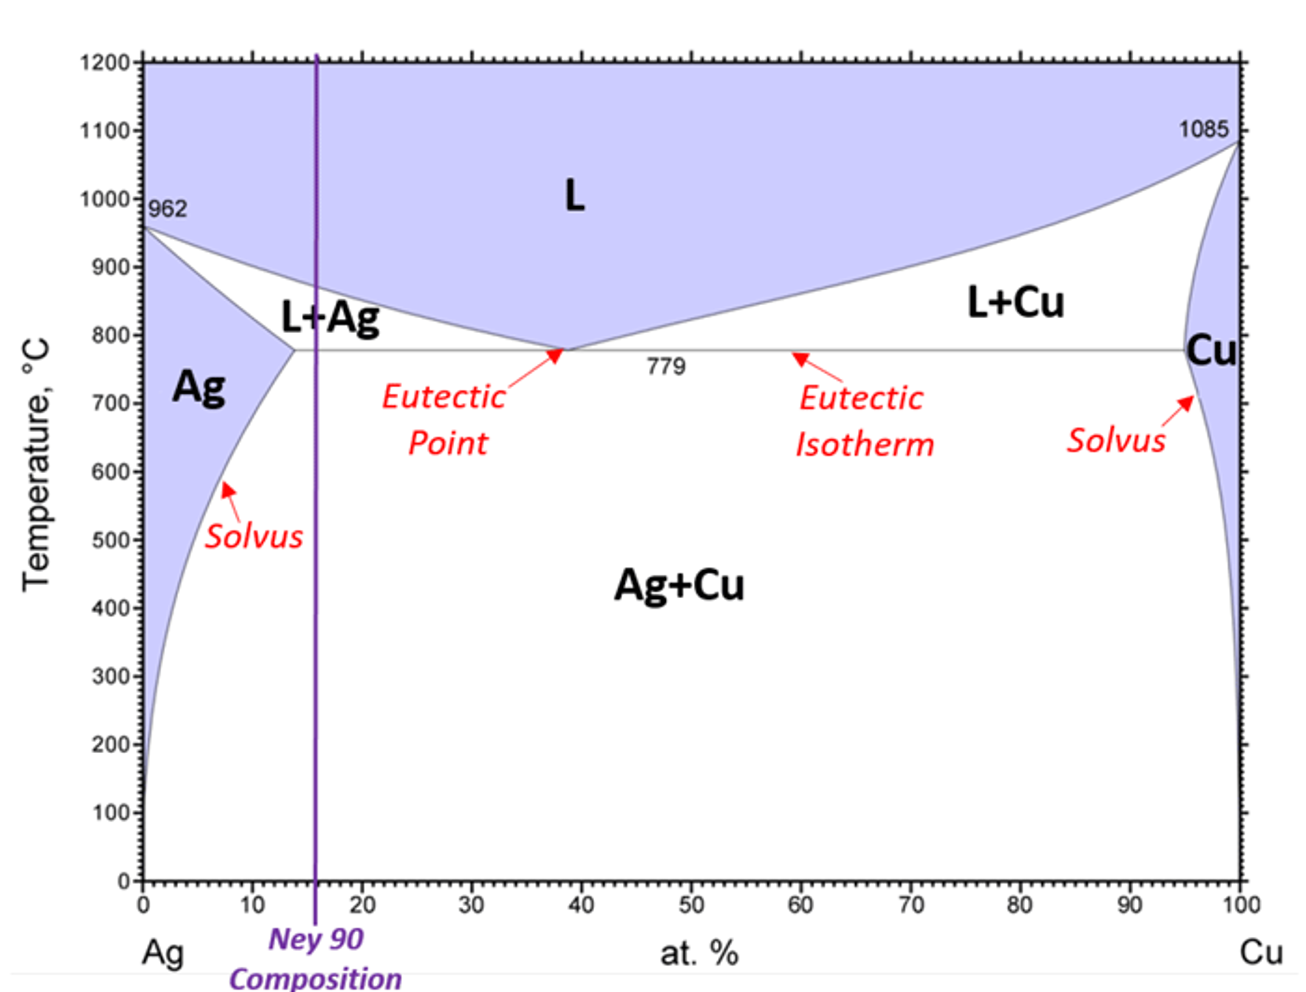 1200
1100
1085
1000
L
962
900
L+Ag
L+Cu
800
Cu
779
Ag
Eutectic
Point
Eutectic
Isotherm
700
Solvus
600
Solvus
500
Ag+Cu
400
300
200
100
0
Temperature, °C
0 10 20 30 40 50 60 70 80 90 100
Ag
at. %
Cu
Ney 90
Composition